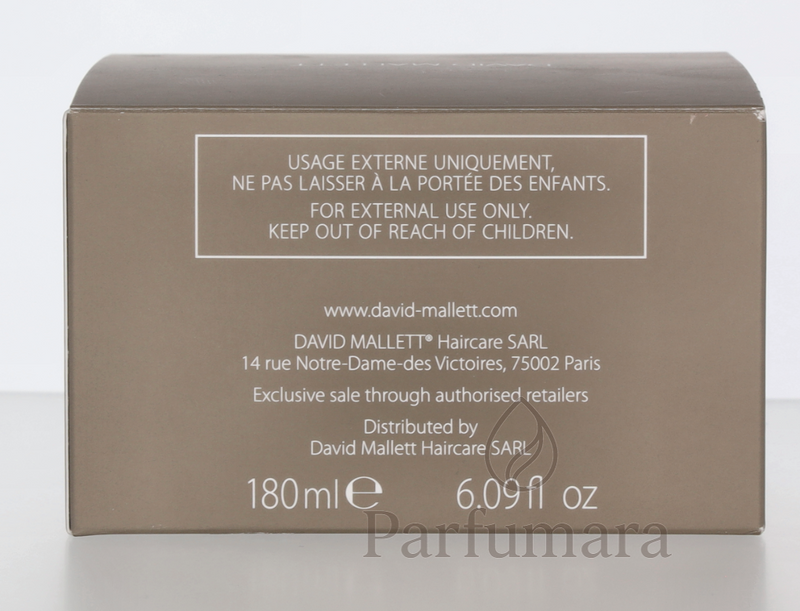 USAGE EXTERNE UNIQUEMENT,
NE PAS LAISSER À LA PORTÉE DES ENFANTS.
FOR EXTERNAL USE ONLY.
KEEP OUT OF REACH OF CHILDREN.
www.david-mallett.com
DAVID MALLETT® Haircare SARL
14 rue Notre-Dame-des Victoires, 75002 Paris
Exclusive sale through authorised retailers
Distributed by
David Mallett Haircare SARL
180ml ℮ 6.09fl oz
Parfumara